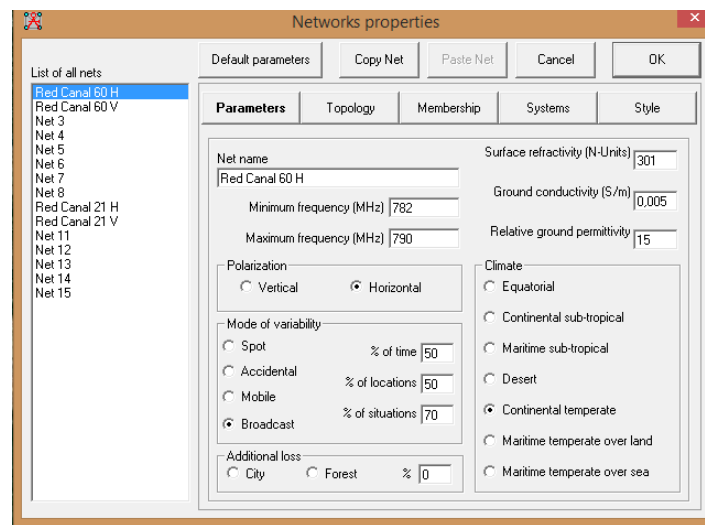 Networks properties
Default parameters
Copy Net
Paste Net
Cancel
OK
List of all nets
Red Canal 60 H
Red Canal 60 V
Net 3
Net 4
Net 5
Net 6
Net 7
Net 8
Red Canal 21 H
Red Canal 21 V
Net 11
Net 12
Net 13
Net 14
Net 15
Parameters
Topology
Membership
Systems
Style
Net name
Red Canal 60 H
Minimum frequency (MHz) 782
Maximum frequency (MHz) 790
Surface refractivity (N-Units) 301
Ground conductivity (S/m) 0,005
Relative ground permittivity 15
Polarization
Vertical
Horizontal
Mode of variability
Spot
Accidental
Mobile
Broadcast
% of time 50
% of locations 50
% of situations 70
Additional loss
City
Forest
% 0
Climate
Equatorial
Continental sub-tropical
Maritime sub-tropical
Desert
Continental temperate
Maritime temperate over land
Maritime temperate over sea